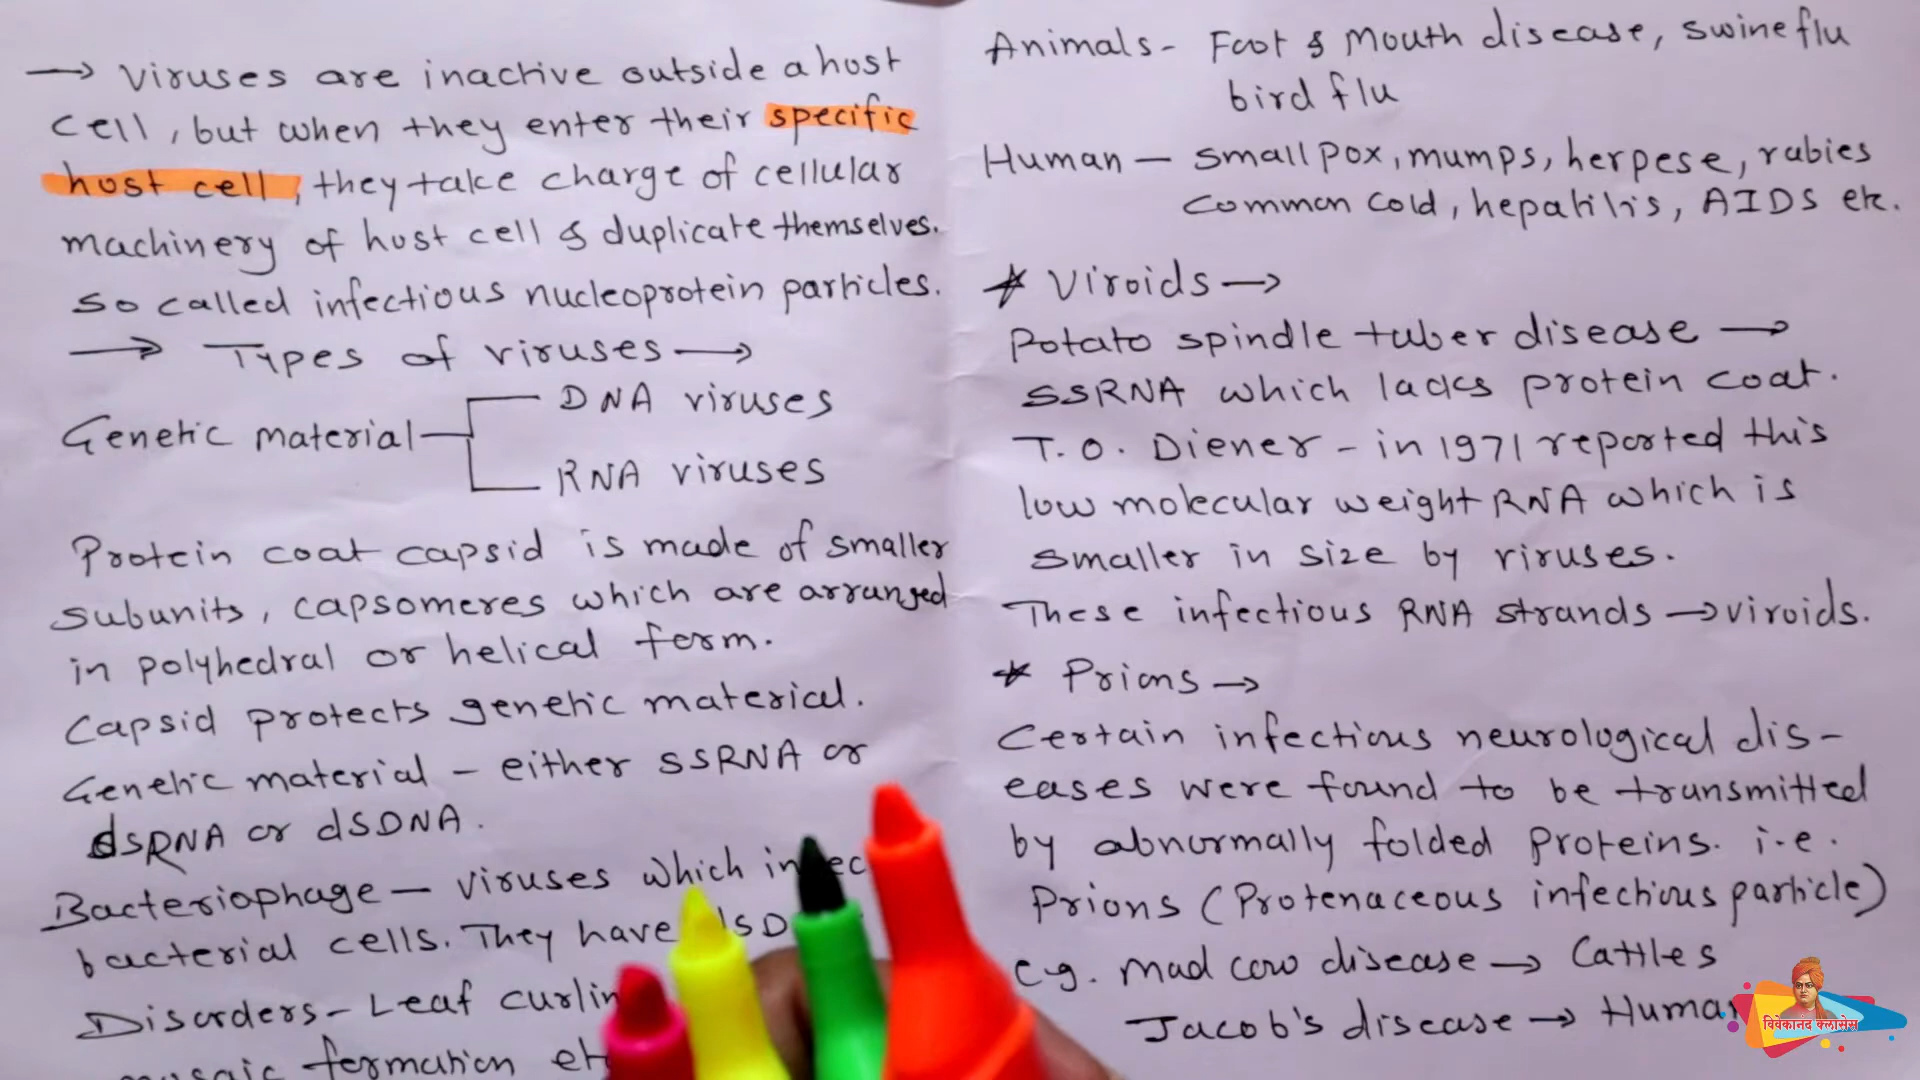 → Viruses are inactive outside a host
cell, but when they enter their specific
host cell, they take charge of cellular
machinery of host cell & duplicate themselves.
So called infectious nucleoprotein particles.
→ Types of viruses →
Genetic material
DNA viruses
RNA viruses
Protein coat capsid is made of smaller
subunits, capsomeres which are arranged
in polyhedral or helical form.
Capsid protects genetic material.
Genetic material - either SSRNA or
dSRNA or dSDNA.
Bacteriophage - Viruses which
bacterial cells. They have
Disorders - Leaf
mosaic formation
Animals - Foot & Mouth disease, swineflu
bird flu
Human - Smallpox, mumps, herpese, rabies
Common cold, hepatitis, AIDS etc.
* Viroids →
Potato spindle tuber disease →
SSRNA which lacks protein coat.
T.O. Diener - in 1971 reported this
low molecular weight RNA which is
smaller in size by viruses.
These infectious RNA strands → viroids.
* Prions →
Certain infectious neurological dis-
eases were found to be transmitted
by abnormally folded proteins. i.e.
Prions (Protenaceous infectious particle)
e.g. Mad cow disease → Cattles
Jacob's disease → Human
विवेकानंद क्लासेस